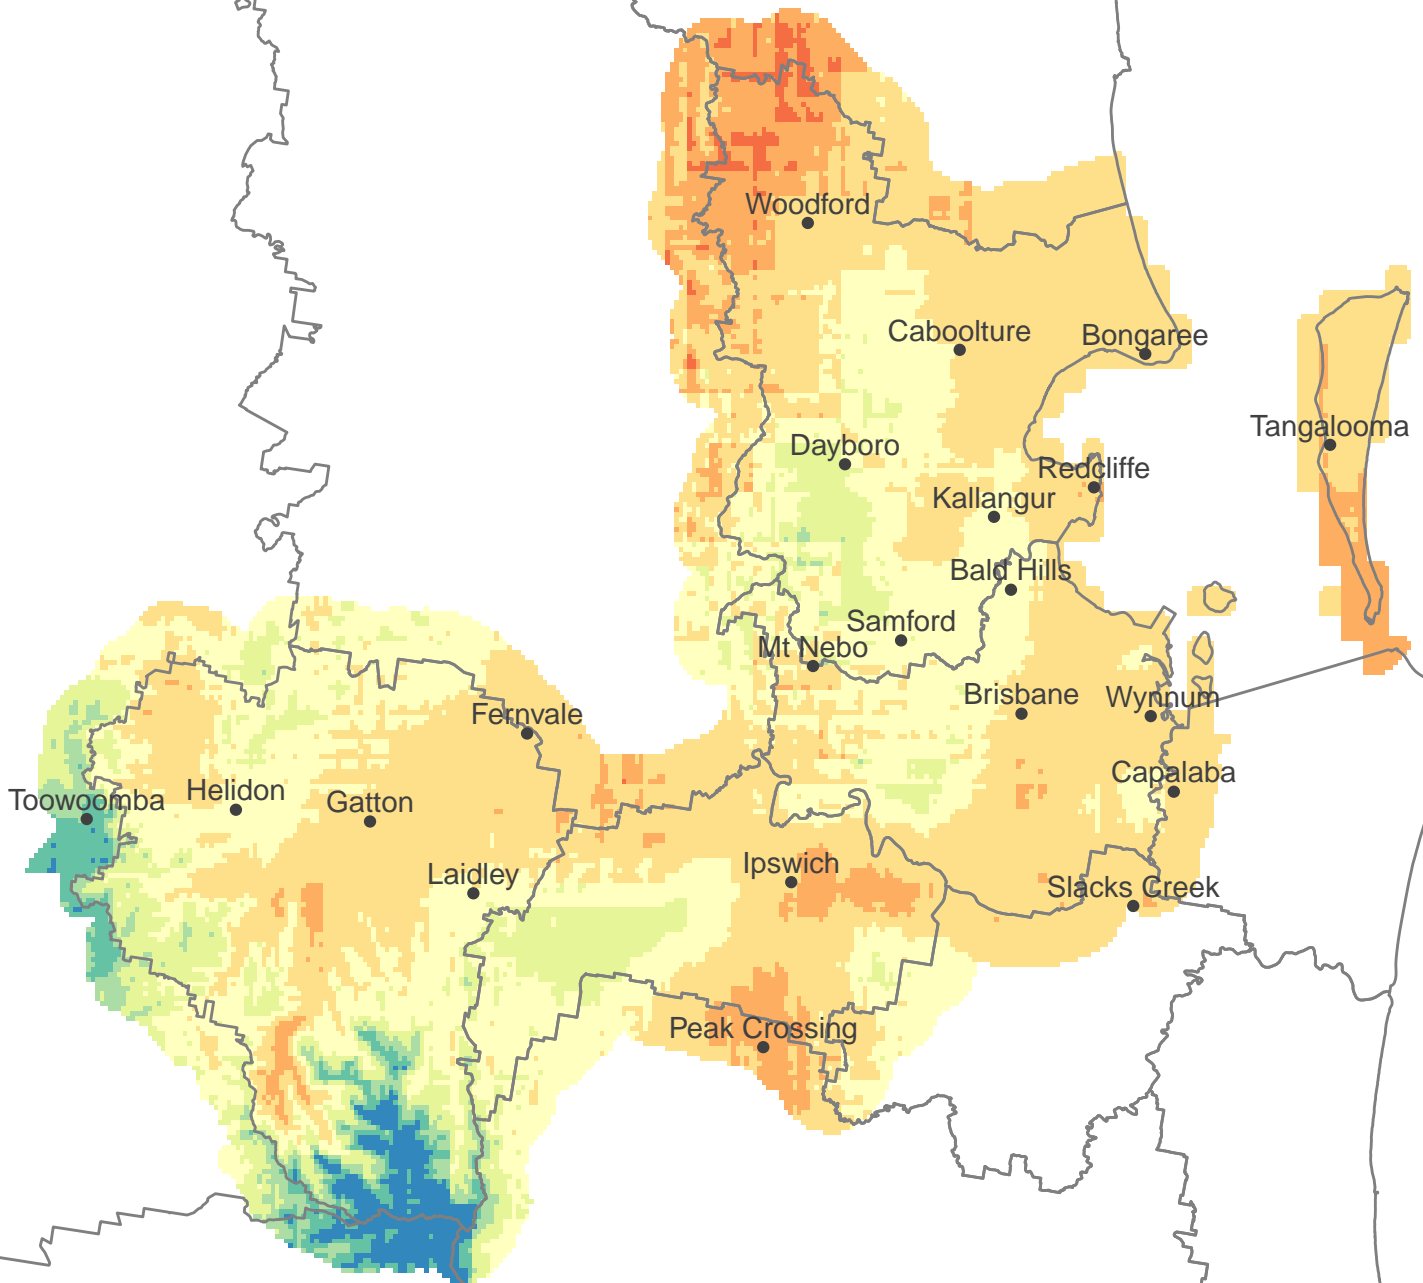 Woodford
Caboolture
Bongaree
Tangalooma
Dayboro
Redcliffe
Kallangur
Bald Hills
Samford
Mt Nebo
Brisbane
Wynnum
Fernvale
Capalaba
Toowoomba
Helidon
Gatton
Ipswich
Laidley
Slacks Creek
Peak Crossing